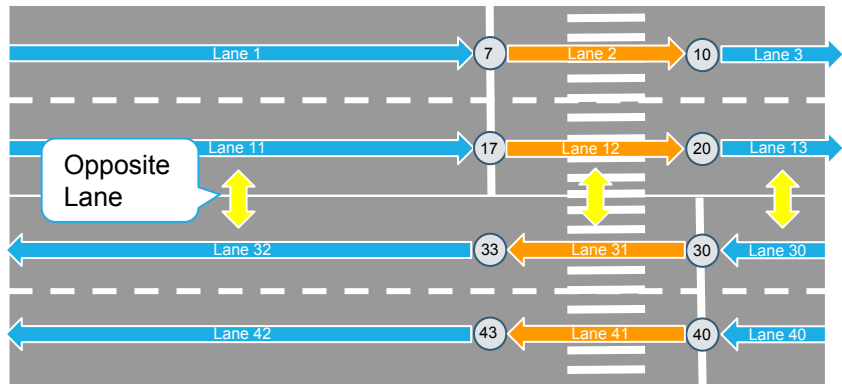 Lane 1
7
Lane 2
10
Lane 3
Lane 11
17
Lane 12
20
Lane 13
Opposite
Lane
Lane 32
33
Lane 31
30
Lane 30
Lane 42
43
Lane 41
40
Lane 40